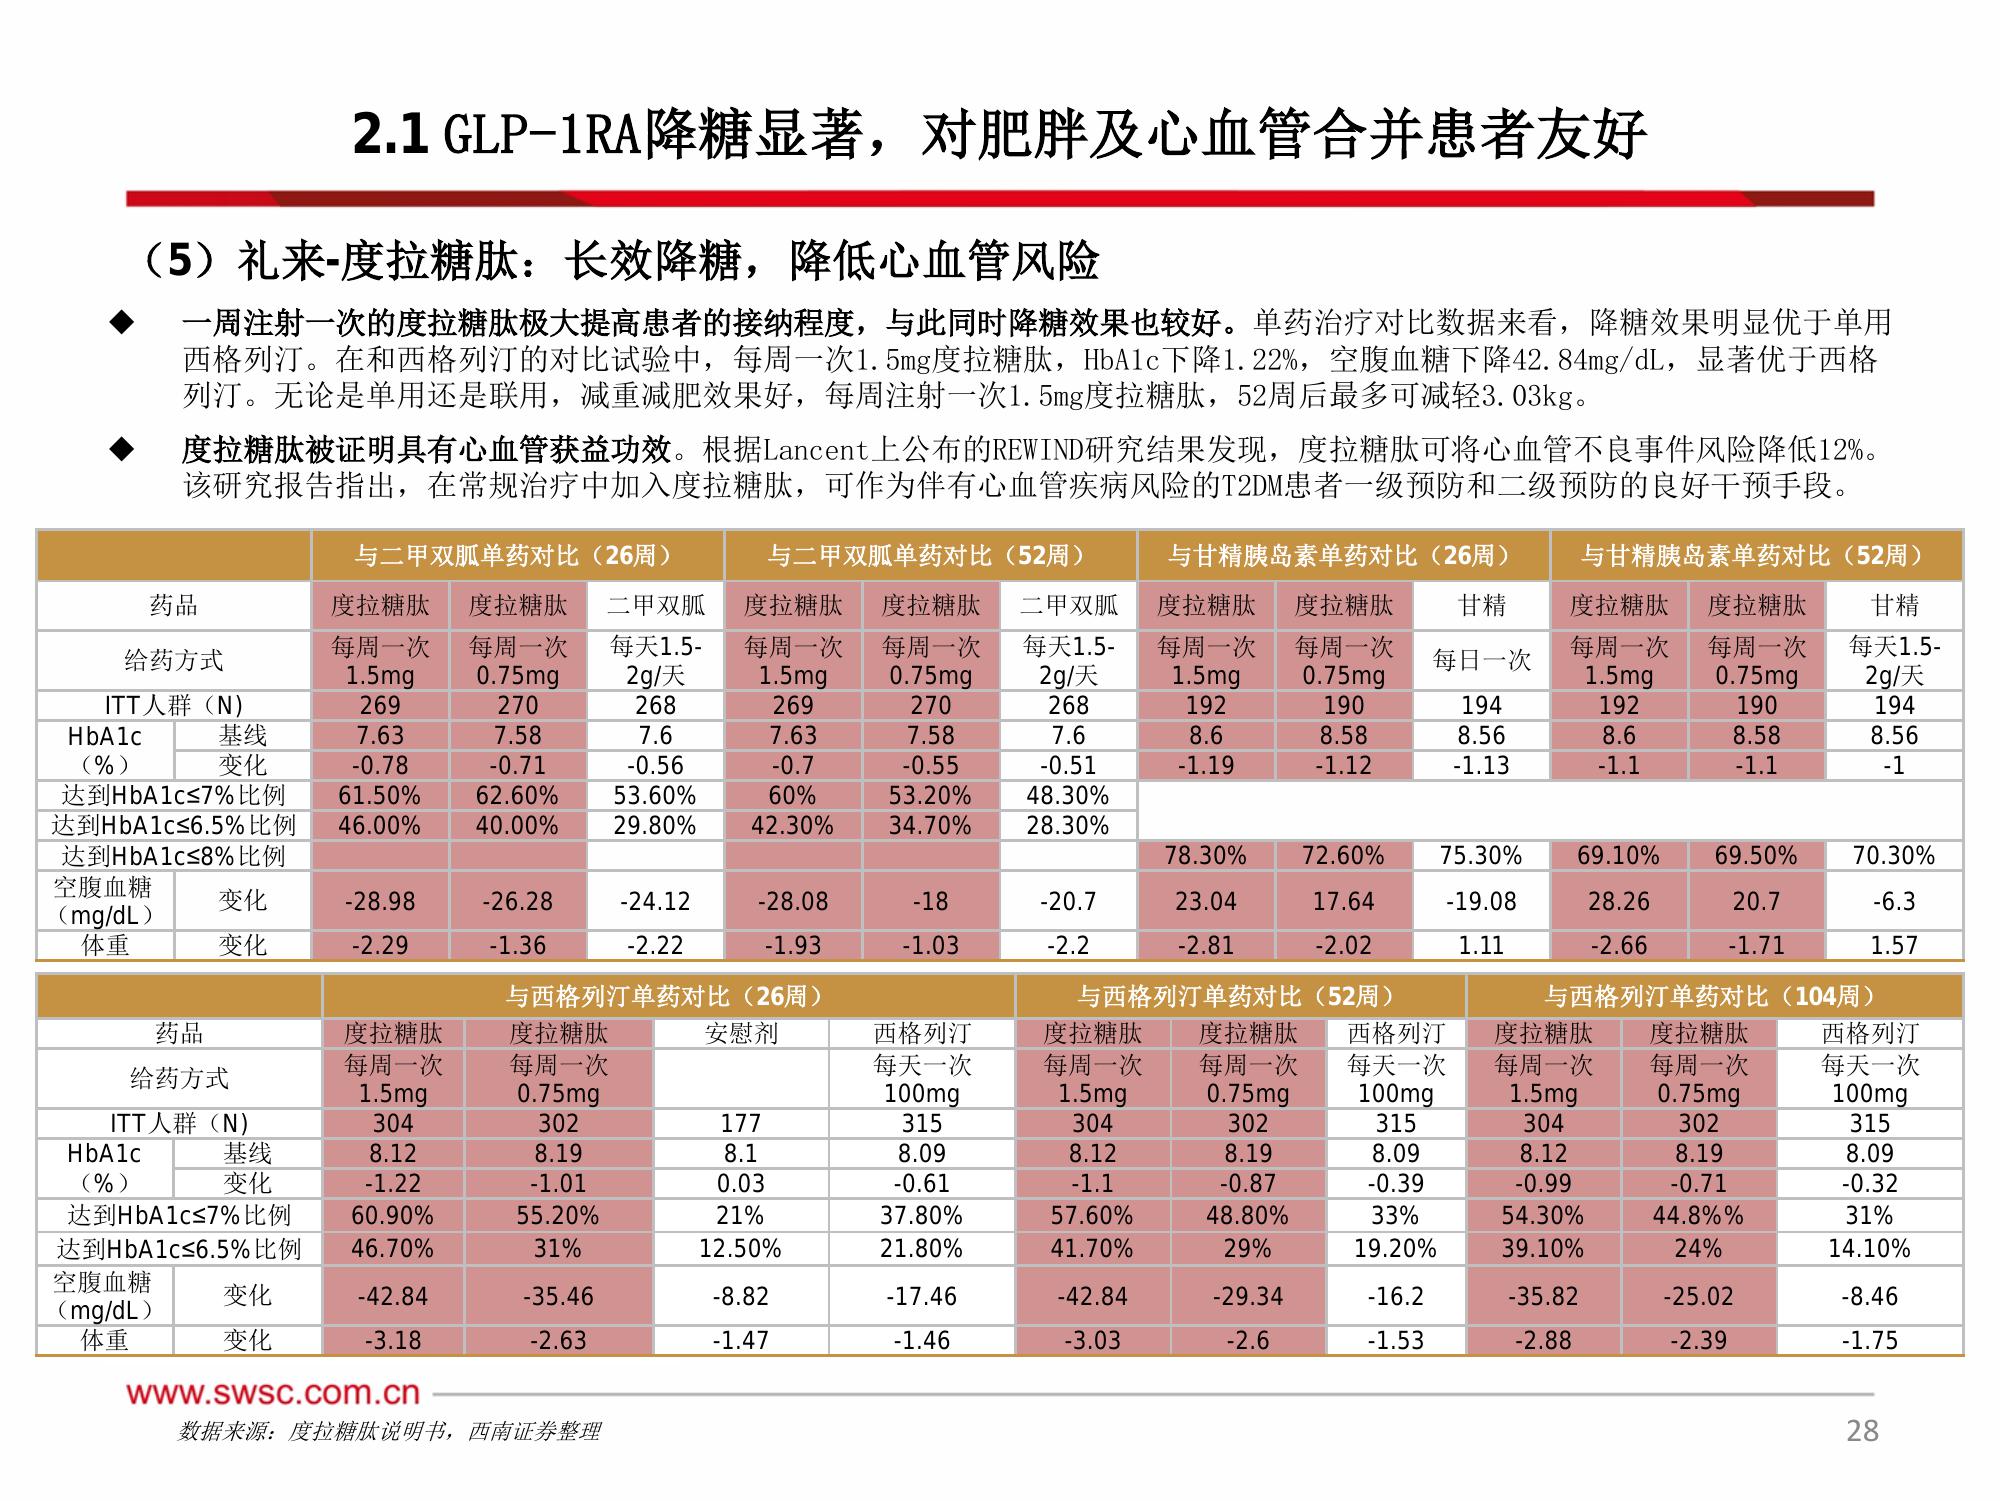 2.1 GLP-1RA降糖显著，对肥胖及心血管合并患者友好
（5）礼来-度拉糖肽：长效降糖，降低心血管风险
◆ 一周注射一次的度拉糖肽极大提高患者的接纳程度，与此同时降糖效果也较好。单药治疗对比数据来看，降糖效果明显优于单用
西格列汀。在和西格列汀的对比试验中，每周一次1.5mg度拉糖肽，HbA1c下降1.22%，空腹血糖下降42.84mg/dL，显著优于西格
列汀。无论是单用还是联用，减重减肥效果好，每周注射一次1.5mg度拉糖肽，52周后最多可减轻3.03kg。
◆ 度拉糖肽被证明具有心血管获益功效。根据Lancent上公布的REWIND研究结果发现，度拉糖肽可将心血管不良事件风险降低12%。
该研究报告指出，在常规治疗中加入度拉糖肽，可作为伴有心血管疾病风险的T2DM患者一级预防和二级预防的良好干预手段。
与二甲双胍单药对比（26周） 与二甲双胍单药对比（52周） 与甘精胰岛素单药对比（26周） 与甘精胰岛素单药对比（52周）
药品 度拉糖肽 度拉糖肽 二甲双胍 度拉糖肽 度拉糖肽 二甲双胍 度拉糖肽 度拉糖肽 甘精 度拉糖肽 度拉糖肽 甘精
给药方式 每周一次1.5mg 每周一次0.75mg 每天1.5-2g/天 每周一次1.5mg 每周一次0.75mg 每天1.5-2g/天 每周一次1.5mg 每周一次0.75mg 每日一次 每周一次1.5mg 每周一次0.75mg 每天1.5-2g/天
ITT人群（N） 269 270 268 269 270 268 192 190 194 192 190 194
HbA1c（%） 基线 7.63 7.58 7.6 7.63 7.58 7.6 8.6 8.58 8.56 8.6 8.58 8.56
变化 -0.78 -0.71 -0.56 -0.7 -0.55 -0.51 -1.19 -1.12 -1.13 -1.1 -1.1 -1
达到HbA1c≤7%比例 61.50% 62.60% 53.60% 60% 53.20% 48.30%
达到HbA1c≤6.5%比例 46.00% 40.00% 29.80% 42.30% 34.70% 28.30%
达到HbA1c≤8%比例 78.30% 72.60% 75.30% 69.10% 69.50% 70.30%
空腹血糖（mg/dL） 变化 -28.98 -26.28 -24.12 -28.08 -18 -20.7 23.04 17.64 -19.08 28.26 20.7 -6.3
体重 变化 -2.29 -1.36 -2.22 -1.93 -1.03 -2.2 -2.81 -2.02 1.11 -2.66 -1.71 1.57
与西格列汀单药对比（26周） 与西格列汀单药对比（52周） 与西格列汀单药对比（104周）
药品 度拉糖肽 度拉糖肽 安慰剂 西格列汀 度拉糖肽 度拉糖肽 西格列汀 度拉糖肽 度拉糖肽 西格列汀
给药方式 每周一次1.5mg 每周一次0.75mg 每天一次100mg 每周一次1.5mg 每周一次0.75mg 每天一次100mg 每周一次1.5mg 每周一次0.75mg 每天一次100mg
ITT人群（N） 304 302 177 315 304 302 315 304 302 315
HbA1c（%） 基线 8.12 8.19 8.1 8.09 8.12 8.19 8.09 8.12 8.19 8.09
变化 -1.22 -1.01 0.03 -0.61 -1.1 -0.87 -0.39 -0.99 -0.71 -0.32
达到HbA1c≤7%比例 60.90% 55.20% 21% 37.80% 57.60% 48.80% 33% 54.30% 44.8%% 31%
达到HbA1c≤6.5%比例 46.70% 31% 12.50% 21.80% 41.70% 29% 19.20% 39.10% 24% 14.10%
空腹血糖（mg/dL） 变化 -42.84 -35.46 -8.82 -17.46 -42.84 -29.34 -16.2 -35.82 -25.02 -8.46
体重 变化 -3.18 -2.63 -1.47 -1.46 -3.03 -2.6 -1.53 -2.88 -2.39 -1.75
www.swsc.com.cn
数据来源：度拉糖肽说明书，西南证券整理
28